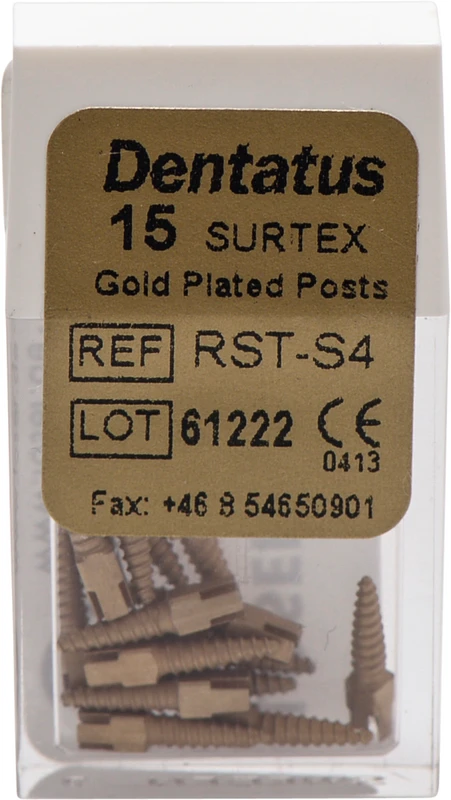 Dentatus
15 SURTEX
Gold Plated Posts
REF RST-S4
LOT 61222 CE
0413
Fax: +46 8 54650901